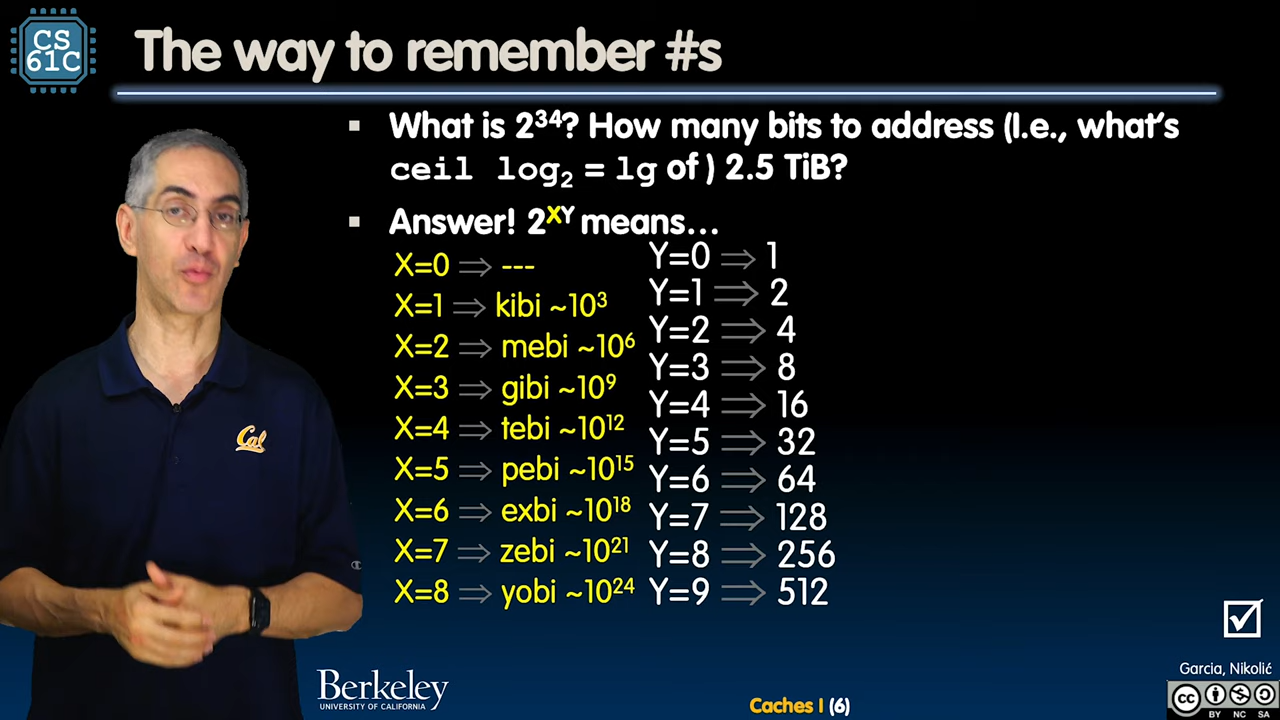 CS
61C
The way to remember #s
▪ What is 2³⁴? How many bits to address (I.e., what's
ceil log₂ = lg of ) 2.5 TiB?
▪ Answer! 2ˣʸ means…
X=0 ⇒ ---
X=1 ⇒ kibi ~10³
X=2 ⇒ mebi ~10⁶
X=3 ⇒ gibi ~10⁹
X=4 ⇒ tebi ~10¹²
X=5 ⇒ pebi ~10¹⁵
X=6 ⇒ exbi ~10¹⁸
X=7 ⇒ zebi ~10²¹
X=8 ⇒ yobi ~10²⁴
Y=0 ⇒ 1
Y=1 ⇒ 2
Y=2 ⇒ 4
Y=3 ⇒ 8
Y=4 ⇒ 16
Y=5 ⇒ 32
Y=6 ⇒ 64
Y=7 ⇒ 128
Y=8 ⇒ 256
Y=9 ⇒ 512
Cal
Berkeley
UNIVERSITY OF CALIFORNIA
Caches I (6)
Garcia, Nikolić
cc
BY NC SA